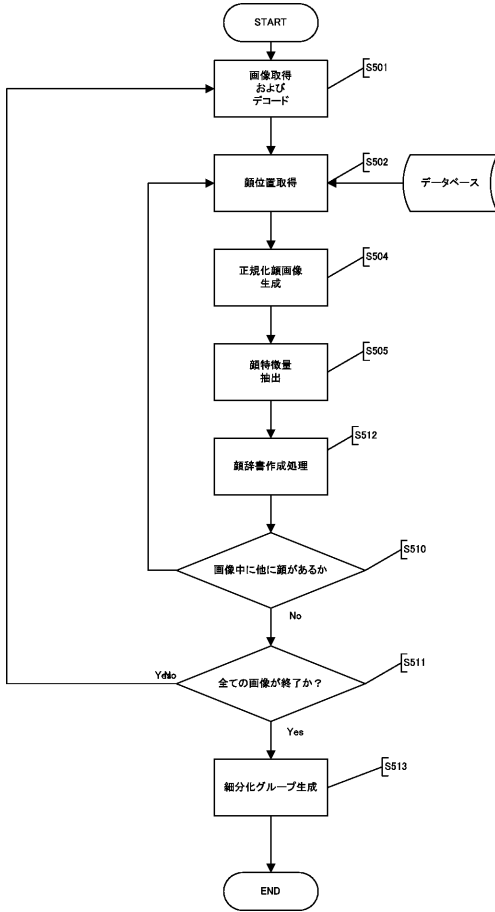 START
画像取得
および
デコード
S501
顔位置取得
S502
データベース
正規化顔画像
生成
S504
顔特徴量
抽出
S505
顔辞書作成処理
S512
画像中に他に顔があるか
S510
No
全ての画像が終了か？
S511
Yes
No
Yes
細分化グループ生成
S513
END